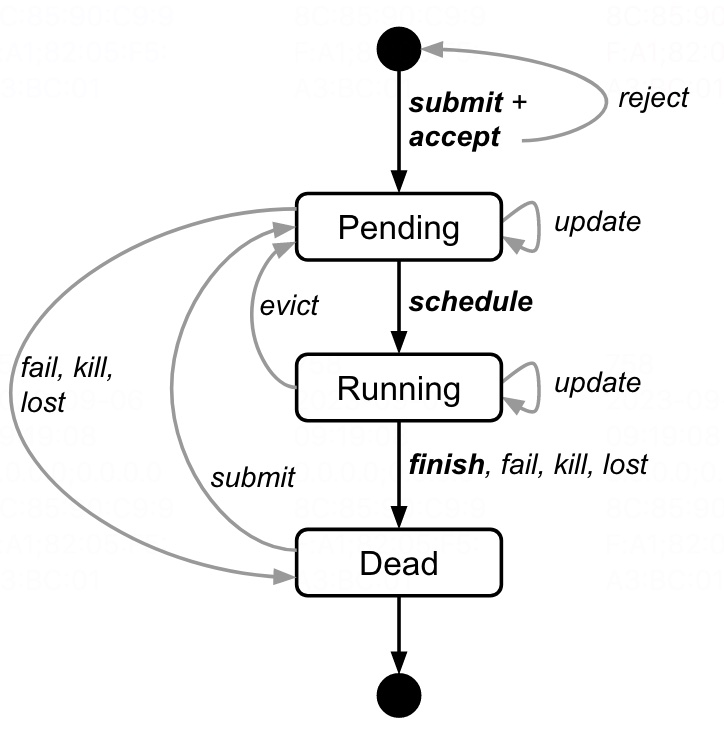 submit +
accept
reject
Pending
update
evict
schedule
fail, kill,
lost
Running
update
submit
finish, fail, kill, lost
Dead